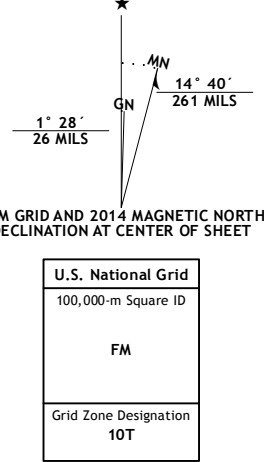 ★
MN
GN
14° 40´
261 MILS
1° 28´
26 MILS
M GRID AND 2014 MAGNETIC NORTH
DECLINATION AT CENTER OF SHEET
U.S. National Grid
100,000-m Square ID
FM
Grid Zone Designation
10T